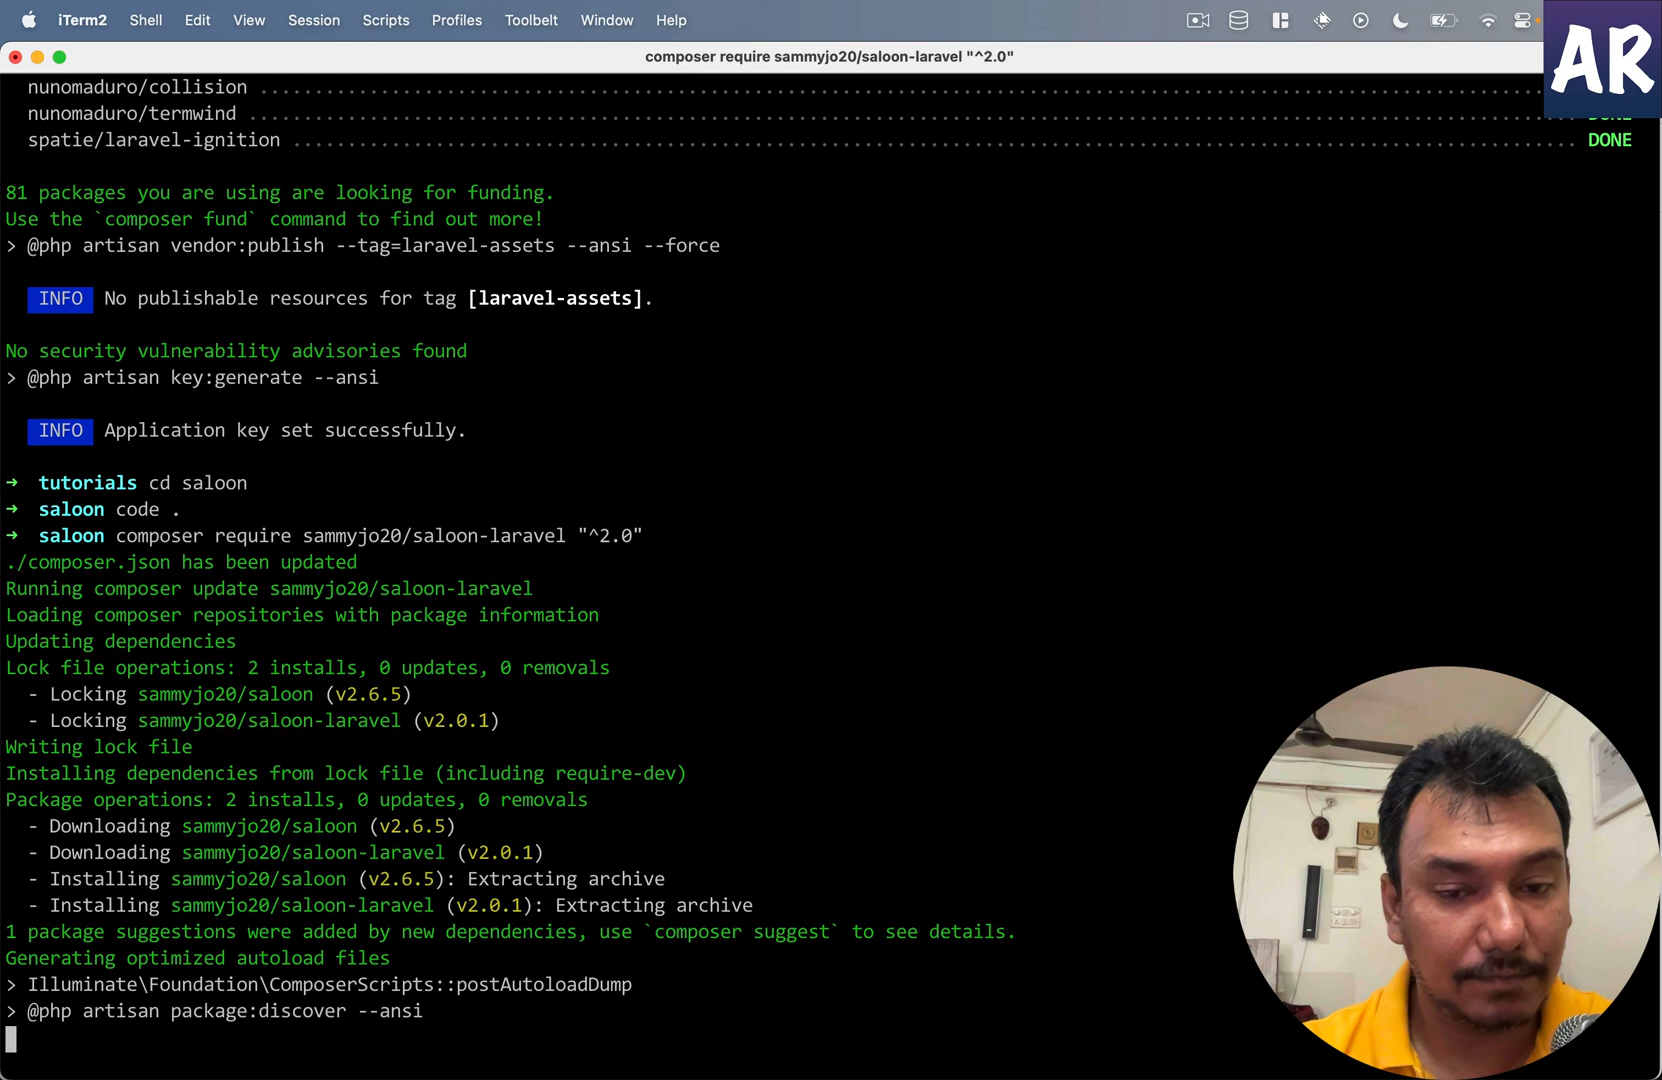 iTerm2 Shell Edit View Session Scripts Profiles Toolbelt Window Help
AR
composer require sammyjo20/saloon-laravel "^2.0"
nunomaduro/collision ........................................................................................................................
nunomaduro/termwind ........................................................................................................................ DONE
spatie/laravel-ignition .................................................................................................................... DONE
81 packages you are using are looking for funding.
Use the `composer fund` command to find out more!
> @php artisan vendor:publish --tag=laravel-assets --ansi --force
INFO No publishable resources for tag [laravel-assets].
No security vulnerability advisories found
> @php artisan key:generate --ansi
INFO Application key set successfully.
→ tutorials cd saloon
→ saloon code .
→ saloon composer require sammyjo20/saloon-laravel "^2.0"
./composer.json has been updated
Running composer update sammyjo20/saloon-laravel
Loading composer repositories with package information
Updating dependencies
Lock file operations: 2 installs, 0 updates, 0 removals
- Locking sammyjo20/saloon (v2.6.5)
- Locking sammyjo20/saloon-laravel (v2.0.1)
Writing lock file
Installing dependencies from lock file (including require-dev)
Package operations: 2 installs, 0 updates, 0 removals
- Downloading sammyjo20/saloon (v2.6.5)
- Downloading sammyjo20/saloon-laravel (v2.0.1)
- Installing sammyjo20/saloon (v2.6.5): Extracting archive
- Installing sammyjo20/saloon-laravel (v2.0.1): Extracting archive
1 package suggestions were added by new dependencies, use `composer suggest` to see details.
Generating optimized autoload files
> Illuminate\Foundation\ComposerScripts::postAutoloadDump
> @php artisan package:discover --ansi